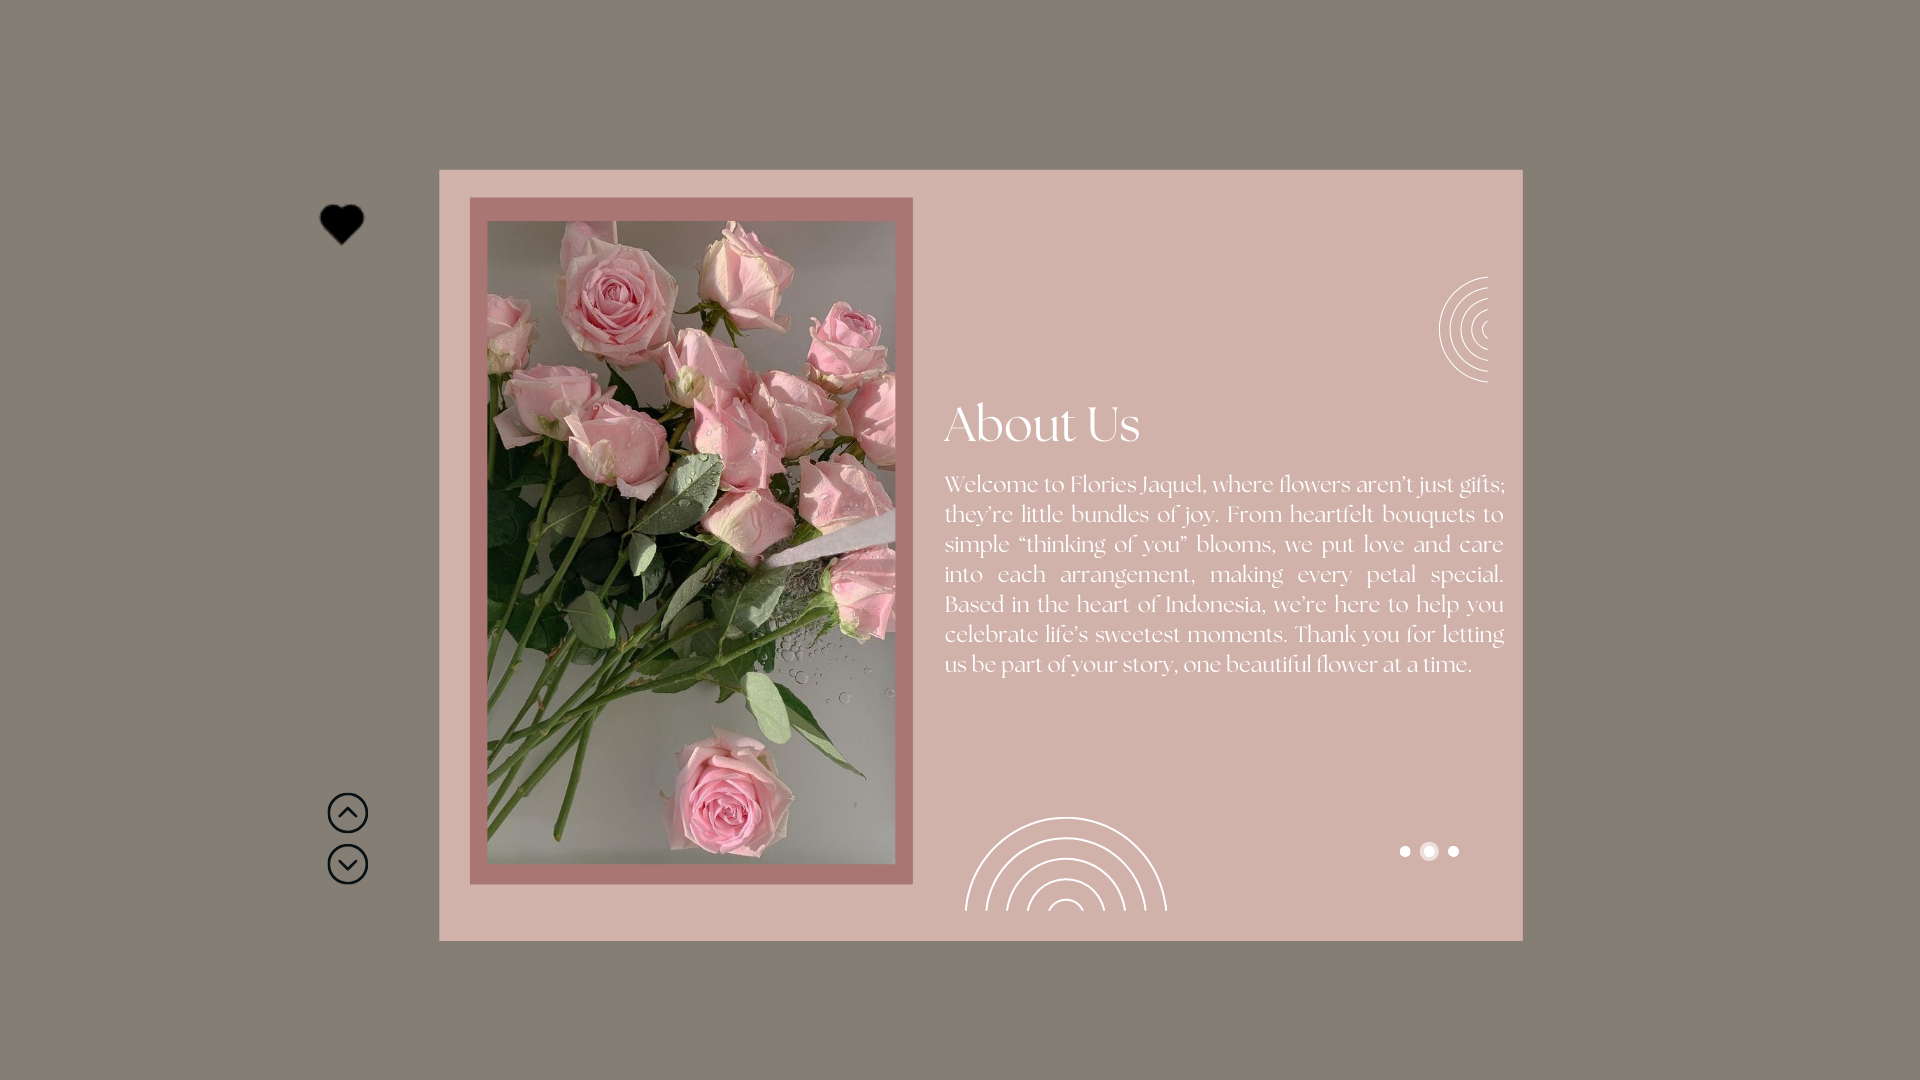 About Us
Welcome to Flories Jaquel, where flowers aren’t just gifts;
they’re little bundles of joy. From heartfelt bouquets to
simple “thinking of you” blooms, we put love and care
into each arrangement, making every petal special.
Based in the heart of Indonesia, we’re here to help you
celebrate life’s sweetest moments. Thank you for letting
us be part of your story, one beautiful flower at a time.